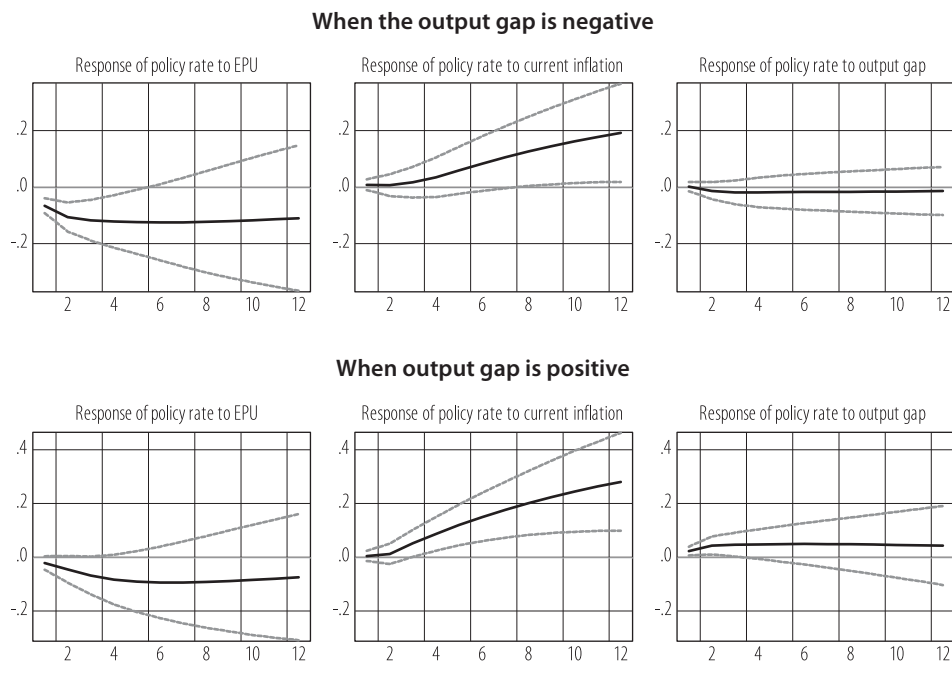 When the output gap is negative
Response of policy rate to EPU
Response of policy rate to current inflation
Response of policy rate to output gap
.2 .2 .2
.0 .0 .0
–.2 –.2 –.2
2 4 6 8 10 12 2 4 6 8 10 12 2 4 6 8 10 12
When output gap is positive
Response of policy rate to EPU
Response of policy rate to current inflation
Response of policy rate to output gap
.4 .4 .4
.2 .2 .2
.0 .0 .0
–.2 –.2 –.2
2 4 6 8 10 12 2 4 6 8 10 12 2 4 6 8 10 12